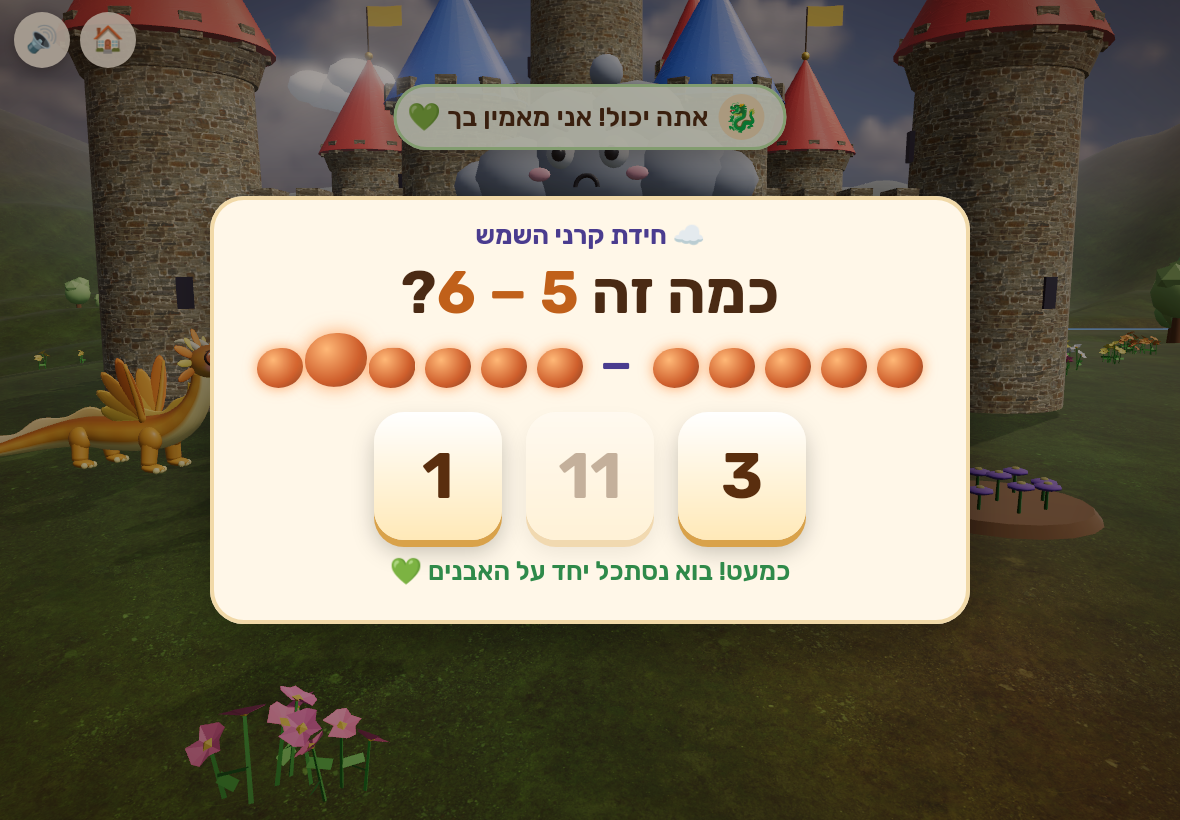 אתה יכול! אני מאמין בך 💚
☁️ חידת קרני השמש
כמה זה 6 – 5?
–
1 11 3
כמעט! בוא נסתכל יחד על האבנים 💚